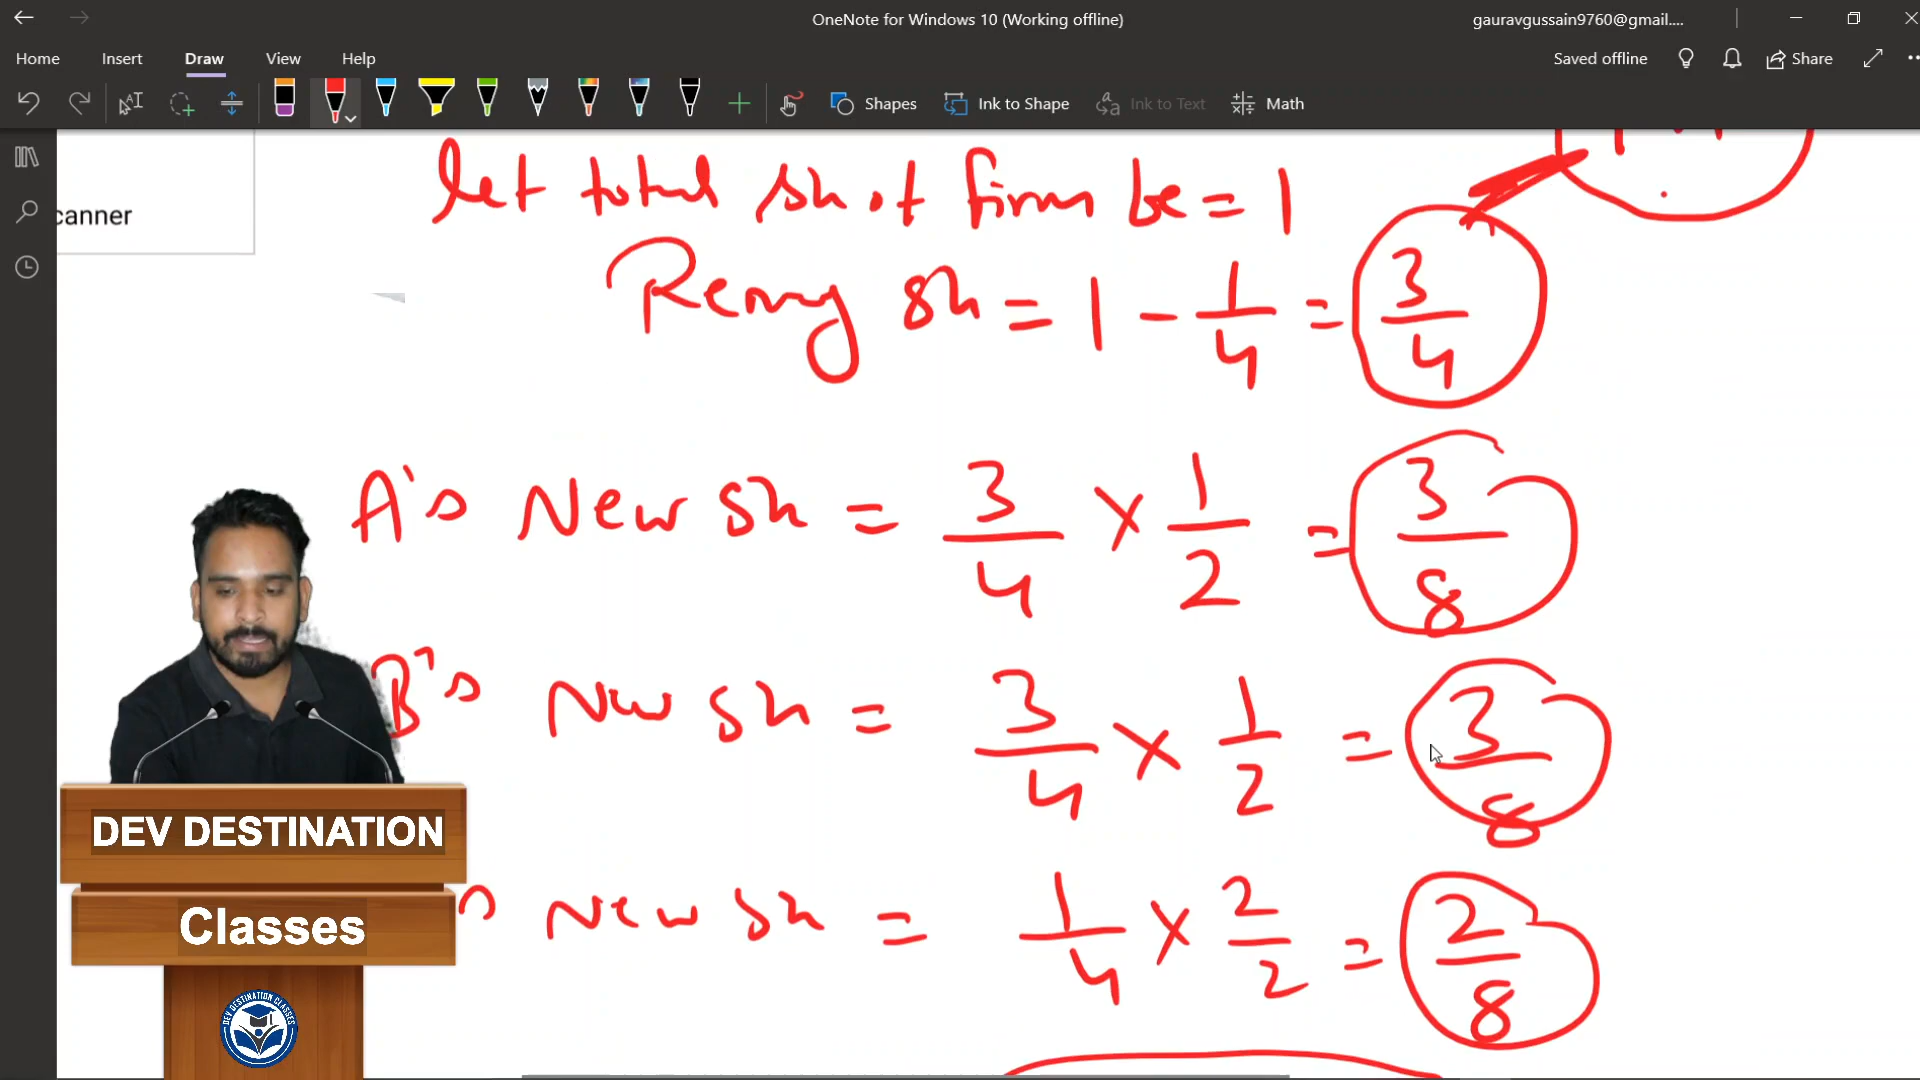 OneNote for Windows 10 (Working offline)
gauravgussain9760@gmail....
Home Insert Draw View Help
Saved offline Share
Shapes Ink to Shape Ink to Text Math
canner
let total sh of firm be = 1
sh = 1 - 1/4 = 3/4
A's New sh = 3/4 × 1/2 = 3/8
B's New sh = 3/4 × 1/2 = 3/8
New sh = 1/4 × 2/2 = 2/8
DEV DESTINATION
Classes
DEV DESTINATION CLASSES